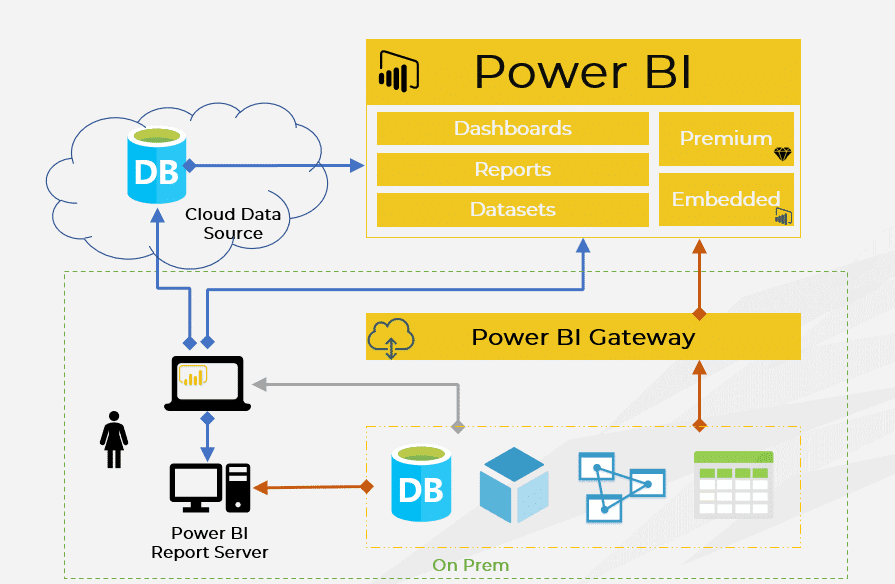 Power BI
Dashboards
Reports
Datasets
Premium
Embedded
DB
Cloud Data
Source
Power BI Gateway
DB
Power BI
Report Server
On Prem